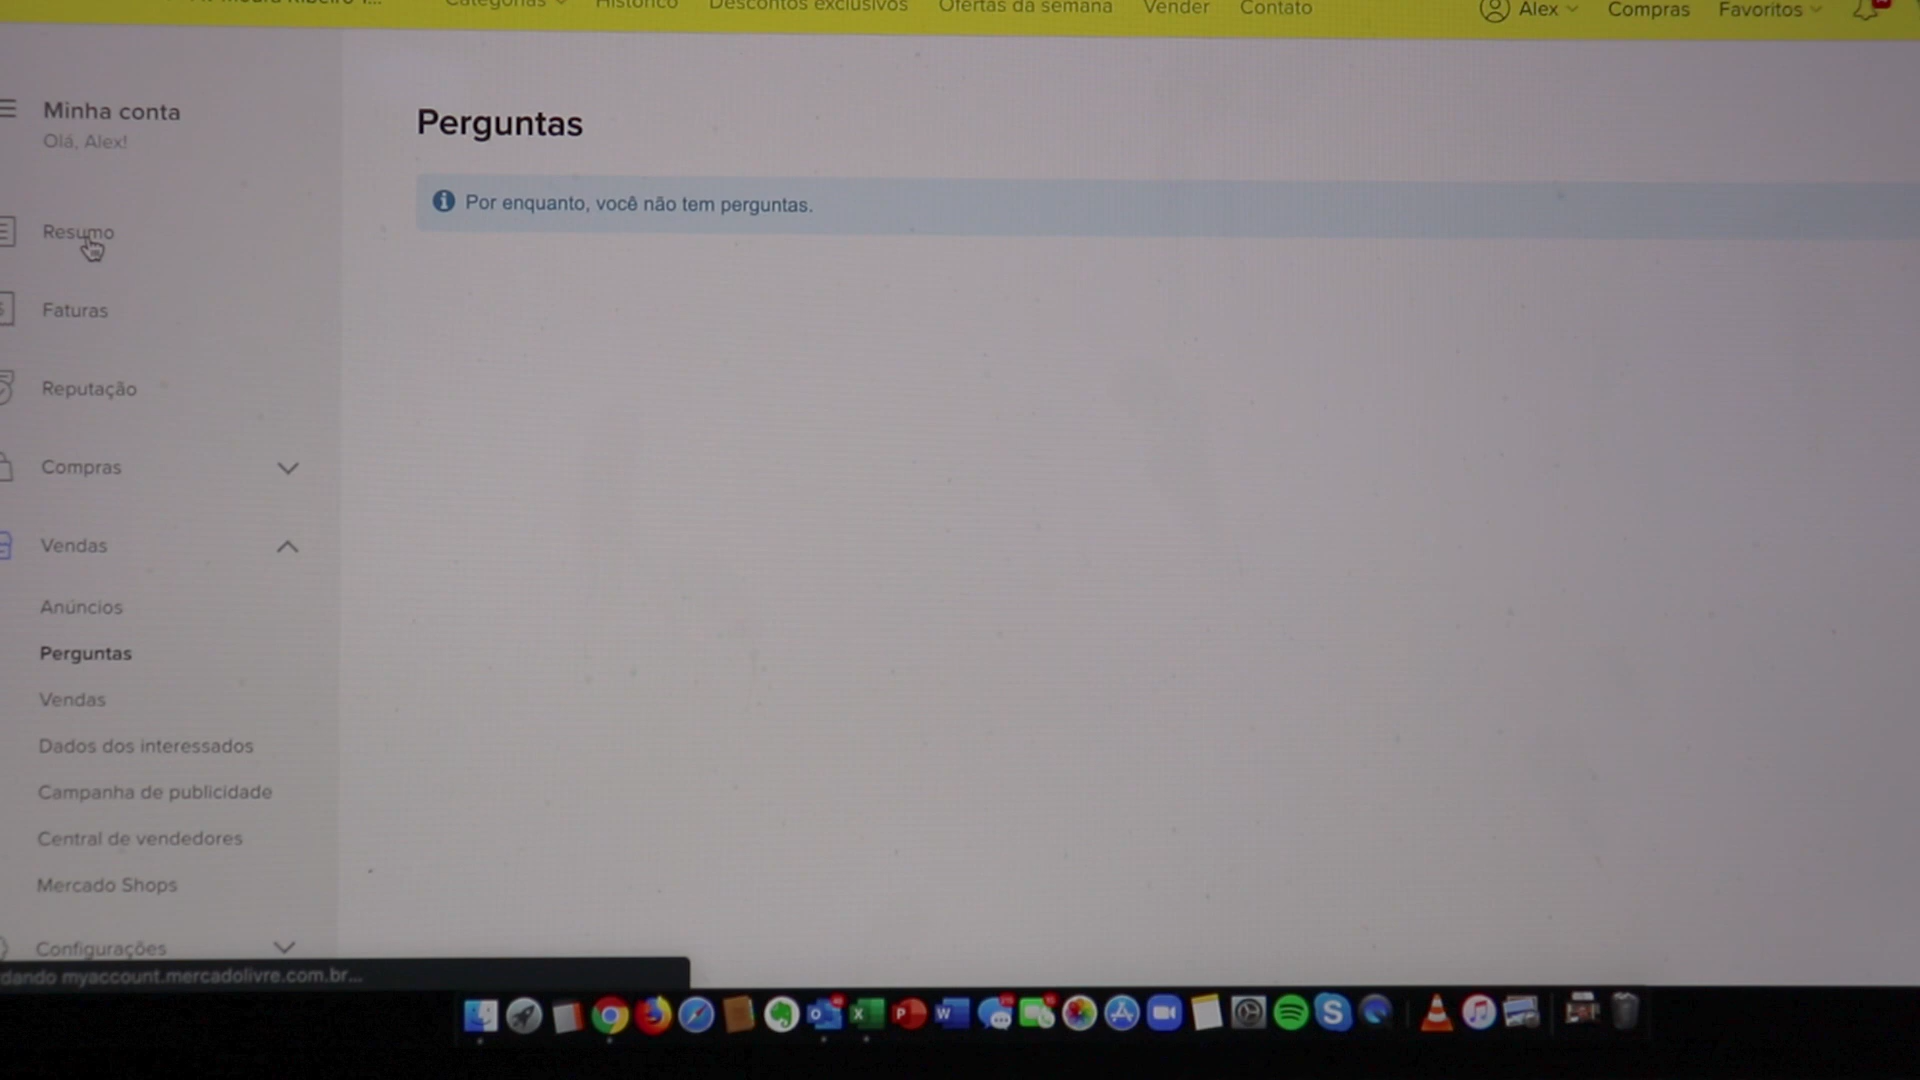 Categorias
Histórico
Descontos exclusivos
Ofertas da semana
Vender
Contato
Alex
Compras
Favoritos
Minha conta
Olá, Alex!
Perguntas
Por enquanto, você não tem perguntas.
Resumo
Faturas
Reputação
Compras
Vendas
Anúncios
Perguntas
Vendas
Dados dos interessados
Campanha de publicidade
Central de vendedores
Mercado Shops
Configurações
dando myaccount.mercadolivre.com.br...